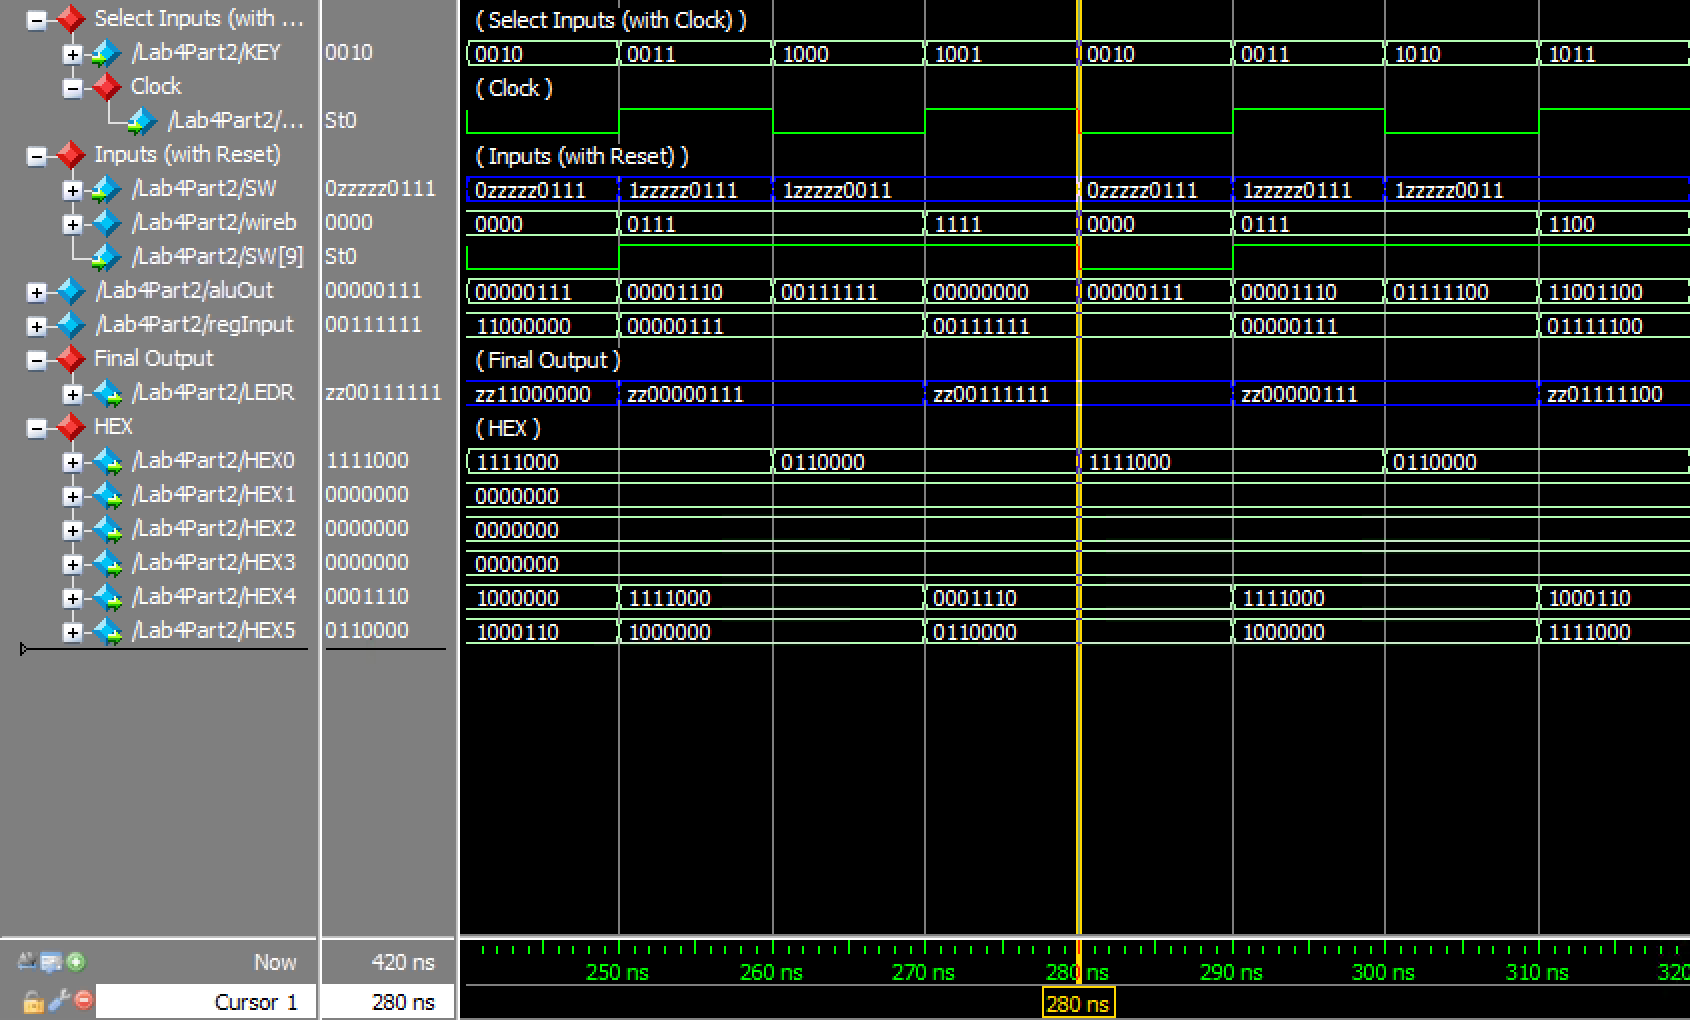 Select Inputs (with ... ( Select Inputs (with Clock) )
/Lab4Part2/KEY 0010 0010 0011 1000 1001 0010 0011 1010 1011
Clock ( Clock )
/Lab4Part2/... St0
Inputs (with Reset) ( Inputs (with Reset) )
/Lab4Part2/SW 0zzzzz0111 0zzzzz0111 1zzzzz0111 1zzzzz0011 0zzzzz0111 1zzzzz0111 1zzzzz0011
/Lab4Part2/wireb 0000 0000 0111 1111 0000 0111 1100
/Lab4Part2/SW[9] St0
/Lab4Part2/aluOut 00000111 00000111 00001110 00111111 00000000 00000111 00001110 01111100 11001100
/Lab4Part2/regInput 00111111 11000000 00000111 00111111 00000111 01111100
Final Output ( Final Output )
/Lab4Part2/LEDR zz00111111 zz11000000 zz00000111 zz00111111 zz00000111 zz01111100
HEX ( HEX )
/Lab4Part2/HEX0 1111000 1111000 0110000 1111000 0110000
/Lab4Part2/HEX1 0000000 0000000
/Lab4Part2/HEX2 0000000 0000000
/Lab4Part2/HEX3 0000000 0000000
/Lab4Part2/HEX4 0001110 1000000 1111000 0001110 1111000 1000110
/Lab4Part2/HEX5 0110000 1000110 1000000 0110000 1000000 1111000
Now 420 ns 250 ns 260 ns 270 ns 280 ns 290 ns 300 ns 310 ns 320
Cursor 1 280 ns 280 ns